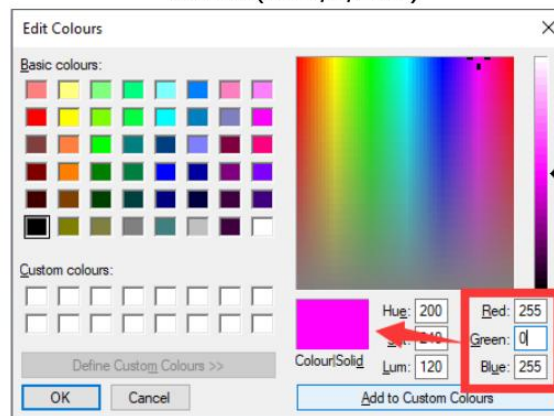 Edit Colours
Basic colours:
Custom colours:
Define Custom Colours >>
OK Cancel
Colour|Solid
Hue: 200
Lum: 120
Red: 255
Green: 0
Blue: 255
Add to Custom Colours